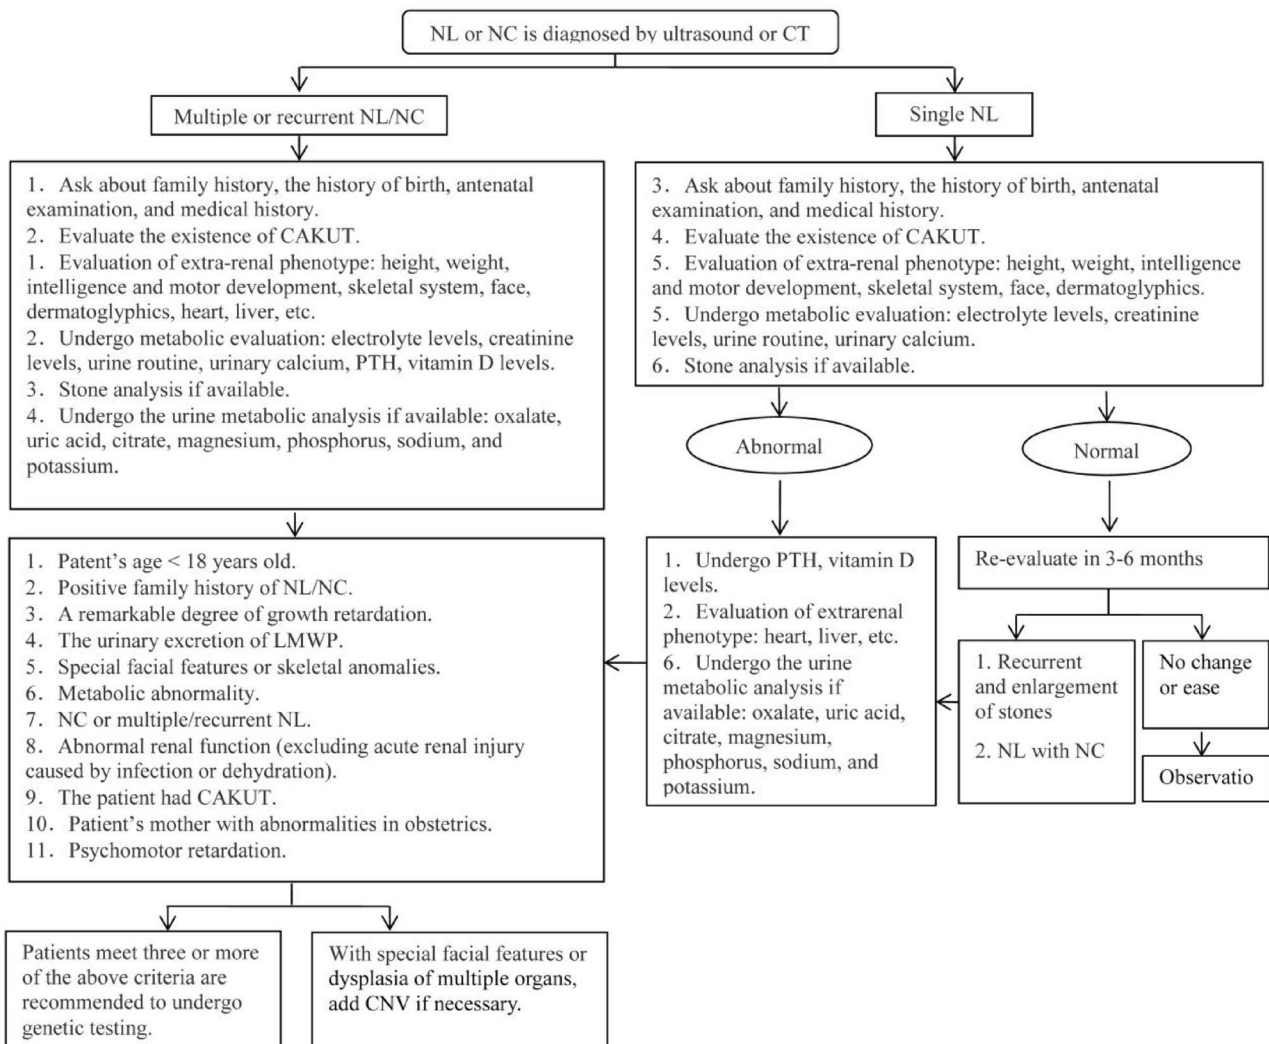 NL or NC is diagnosed by ultrasound or CT
Multiple or recurrent NL/NC
Single NL
1. Ask about family history, the history of birth, antenatal
examination, and medical history.
2. Evaluate the existence of CAKUT.
1. Evaluation of extra-renal phenotype: height, weight,
intelligence and motor development, skeletal system, face,
dermatoglyphics, heart, liver, etc.
2. Undergo metabolic evaluation: electrolyte levels, creatinine
levels, urine routine, urinary calcium, PTH, vitamin D levels.
3. Stone analysis if available.
4. Undergo the urine metabolic analysis if available: oxalate,
uric acid, citrate, magnesium, phosphorus, sodium, and
potassium.
3. Ask about family history, the history of birth, antenatal
examination, and medical history.
4. Evaluate the existence of CAKUT.
5. Evaluation of extra-renal phenotype: height, weight, intelligence
and motor development, skeletal system, face, dermatoglyphics.
5. Undergo metabolic evaluation: electrolyte levels, creatinine
levels, urine routine, urinary calcium.
6. Stone analysis if available.
Abnormal
Normal
1. Patent's age < 18 years old.
2. Positive family history of NL/NC.
3. A remarkable degree of growth retardation.
4. The urinary excretion of LMWP.
5. Special facial features or skeletal anomalies.
6. Metabolic abnormality.
7. NC or multiple/recurrent NL.
8. Abnormal renal function (excluding acute renal injury
caused by infection or dehydration).
9. The patient had CAKUT.
10. Patient's mother with abnormalities in obstetrics.
11. Psychomotor retardation.
1. Undergo PTH, vitamin D
levels.
2. Evaluation of extrarenal
phenotype: heart, liver, etc.
6. Undergo the urine
metabolic analysis if
available: oxalate, uric acid,
citrate, magnesium,
phosphorus, sodium, and
potassium.
Re-evaluate in 3-6 months
1. Recurrent
and enlargement
of stones
2. NL with NC
No change
or ease
Observatio
Patients meet three or more
of the above criteria are
recommended to undergo
genetic testing.
With special facial features or
dysplasia of multiple organs,
add CNV if necessary.